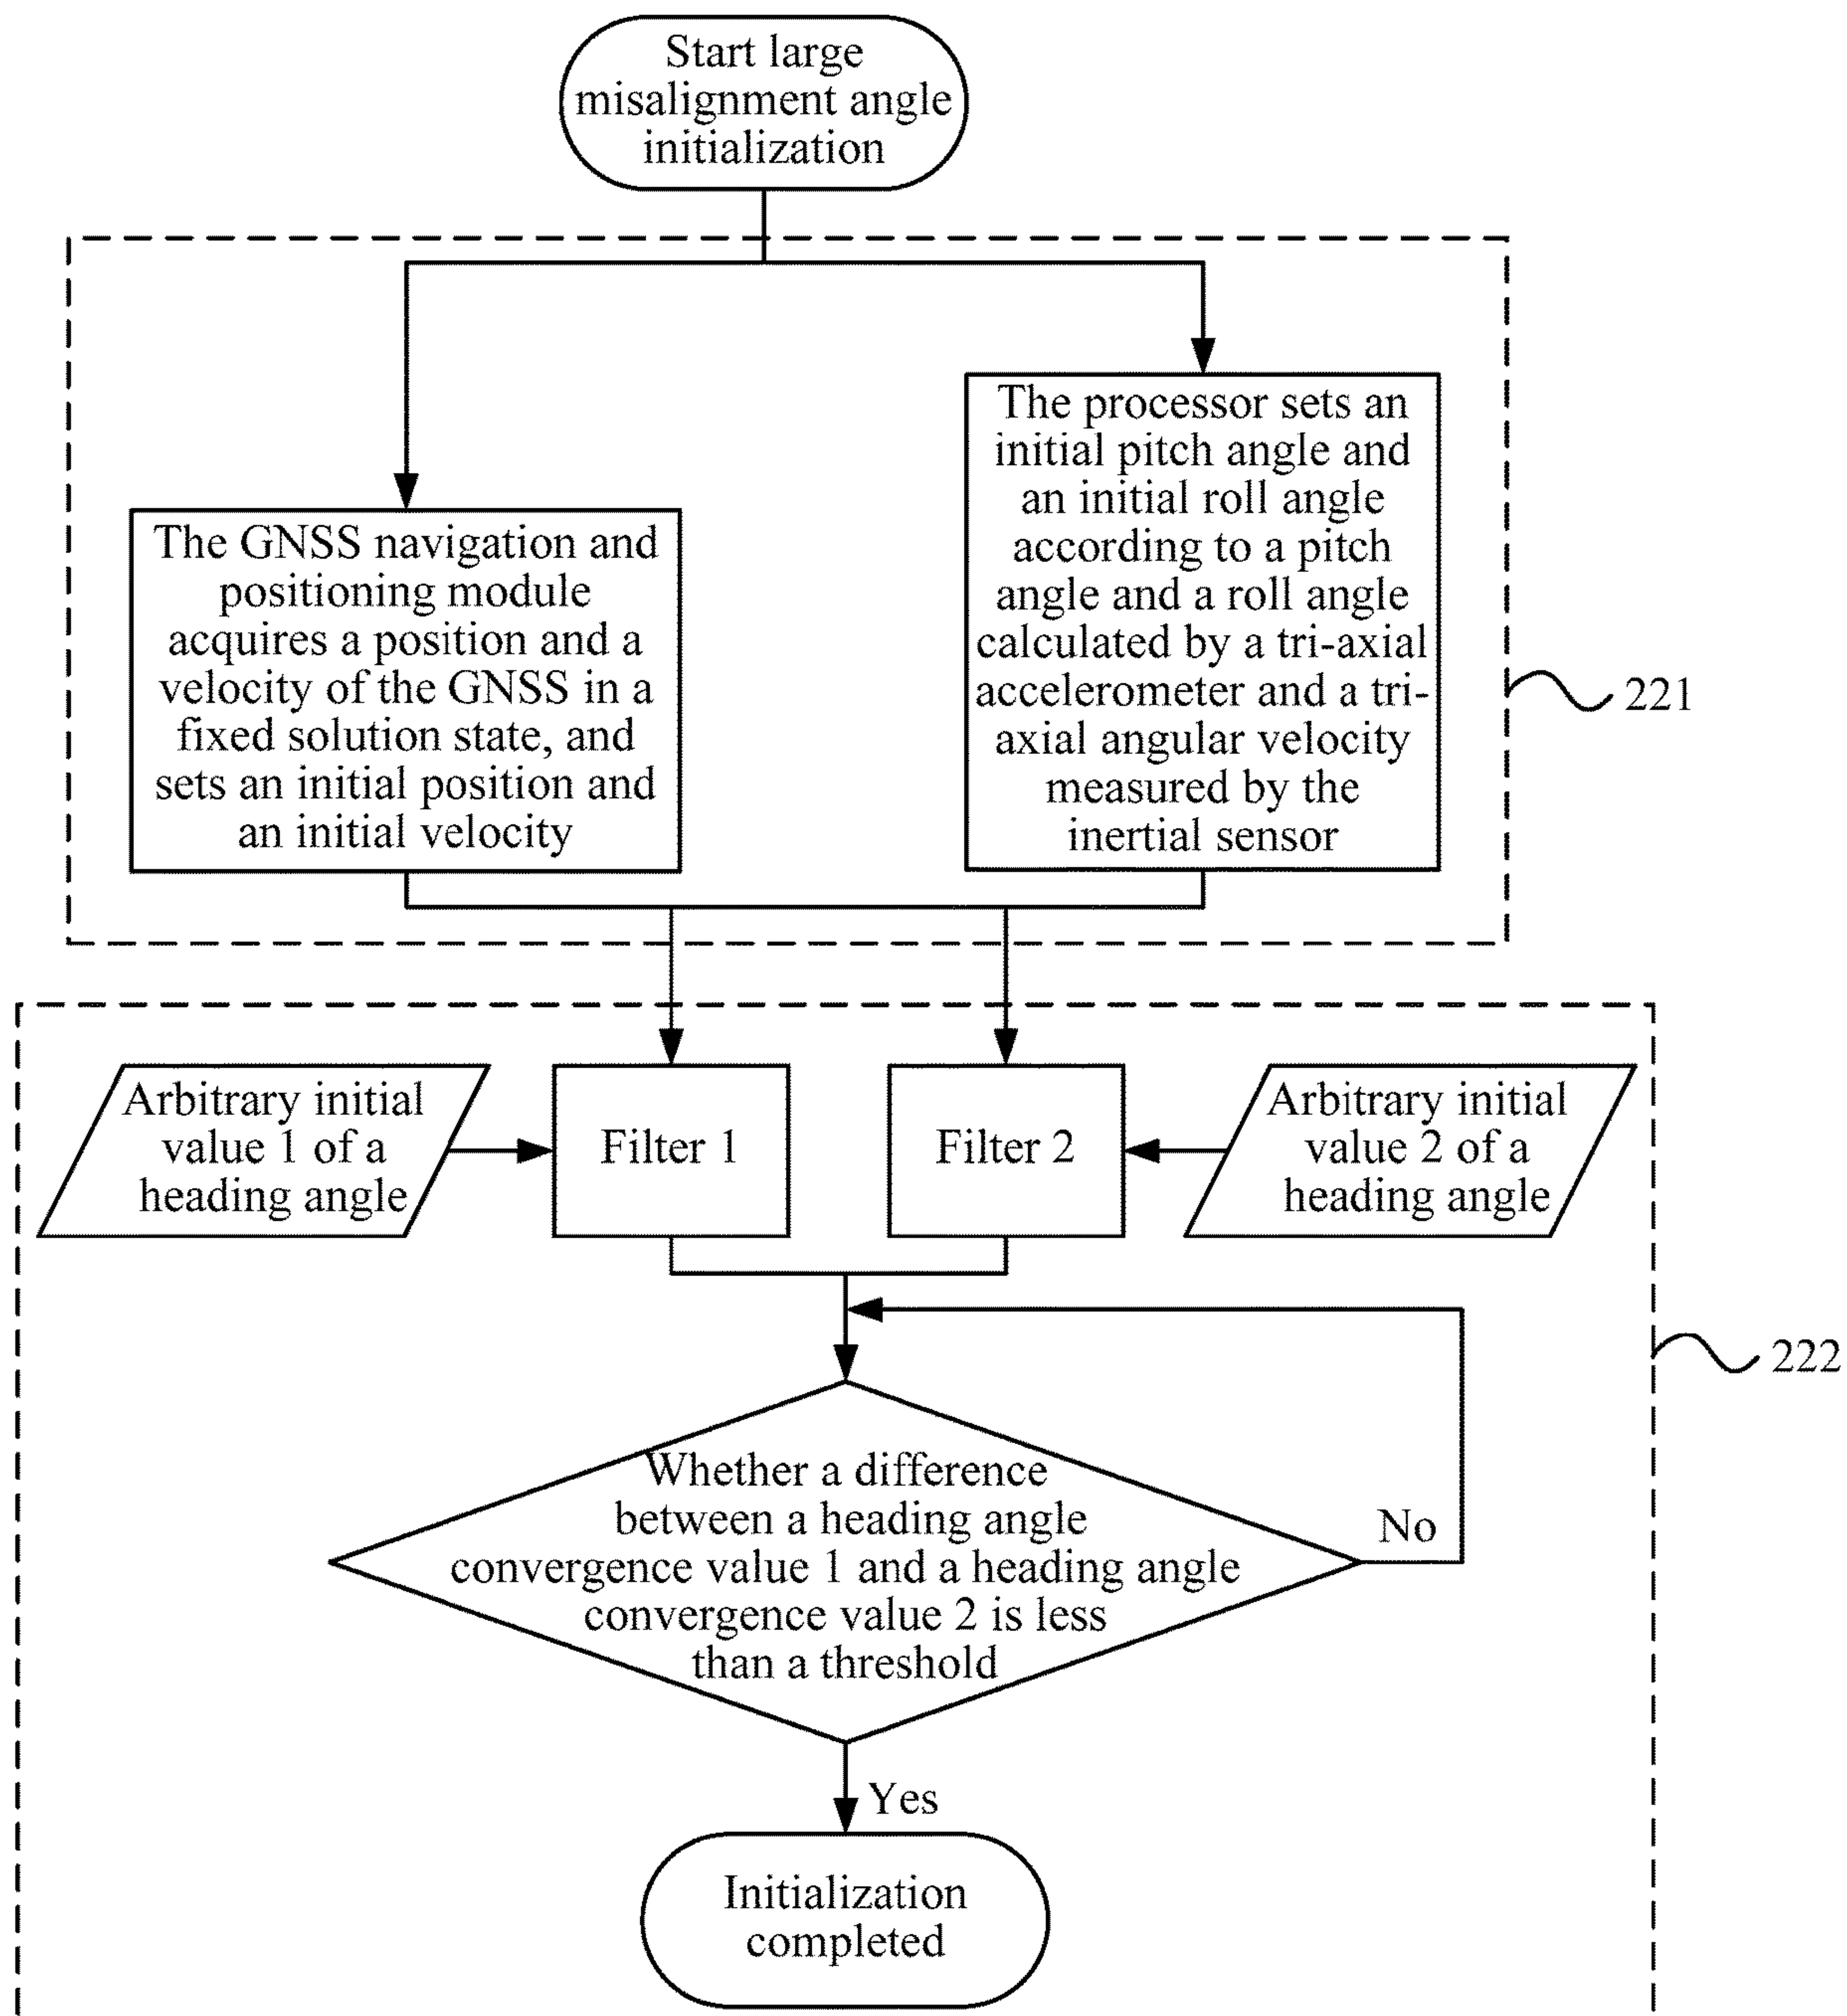 Start large
misalignment angle
initialization
The GNSS navigation and
positioning module
acquires a position and a
velocity of the GNSS in a
fixed solution state, and
sets an initial position and
an initial velocity
The processor sets an
initial pitch angle and
an initial roll angle
according to a pitch
angle and a roll angle
calculated by a tri-axial
accelerometer and a tri-
axial angular velocity
measured by the
inertial sensor
221
Arbitrary initial
value 1 of a
heading angle
Filter 1
Filter 2
Arbitrary initial
value 2 of a
heading angle
222
Whether a difference
between a heading angle
convergence value 1 and a heading angle
convergence value 2 is less
than a threshold
No
Yes
Initialization
completed